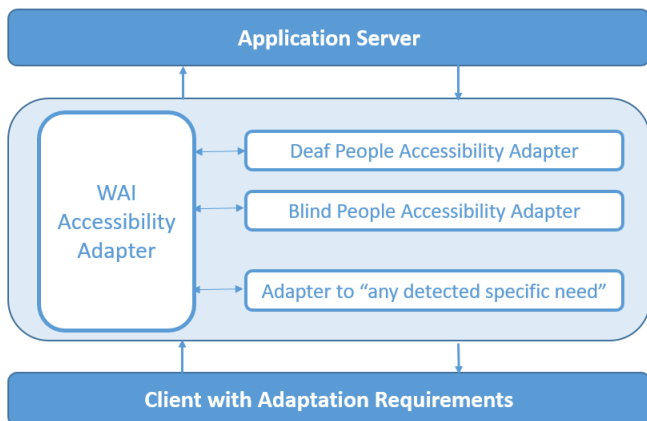 Application Server
WAI
Accessibility
Adapter
Deaf People Accessibility Adapter
Blind People Accessibility Adapter
Adapter to “any detected specific need”
Client with Adaptation Requirements